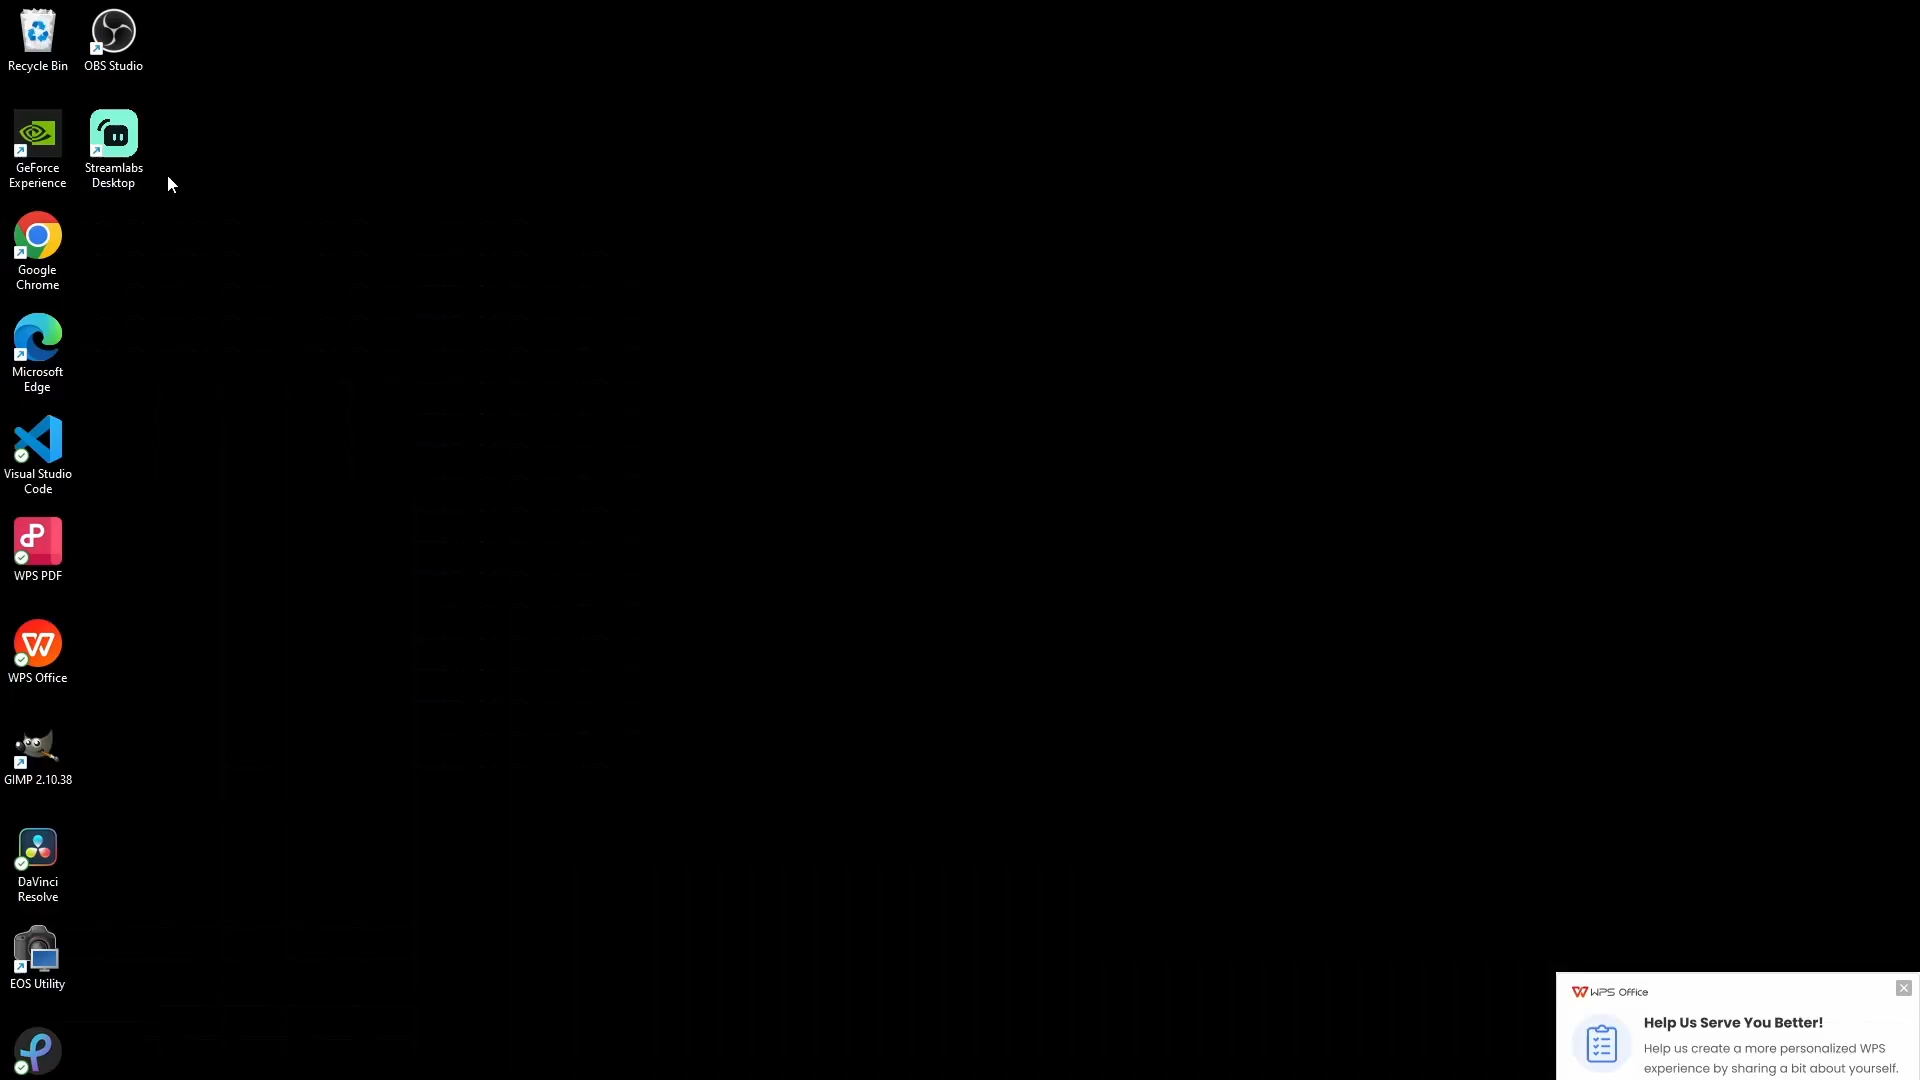 Recycle Bin
OBS Studio
GeForce
Experience
Streamlabs
Desktop
Google
Chrome
Microsoft
Edge
Visual Studio
Code
WPS PDF
WPS Office
GIMP 2.10.38
DaVinci
Resolve
EOS Utility
WPS Office
Help Us Serve You Better!
Help us create a more personalized WPS
experience by sharing a bit about yourself.